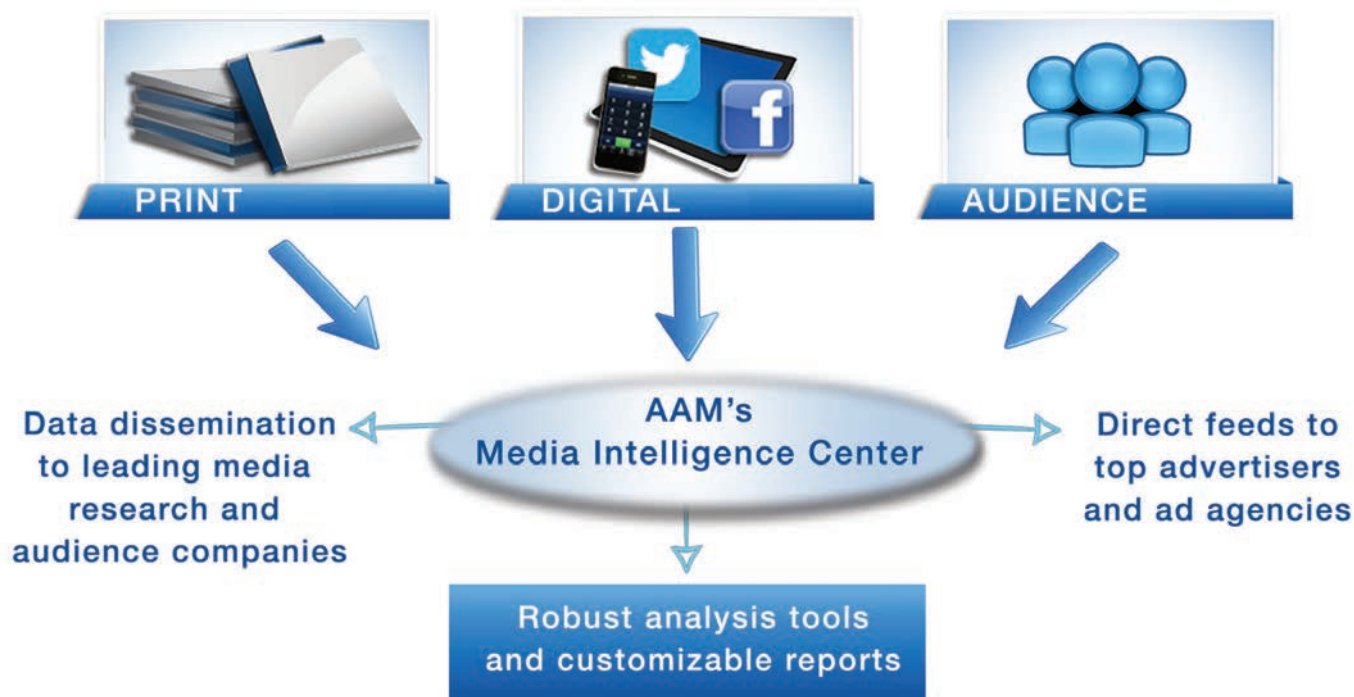 PRINT
DIGITAL
AUDIENCE
AAM's
Media Intelligence Center
Data dissemination
to leading media
research and
audience companies
Direct feeds to
top advertisers
and ad agencies
Robust analysis tools
and customizable reports